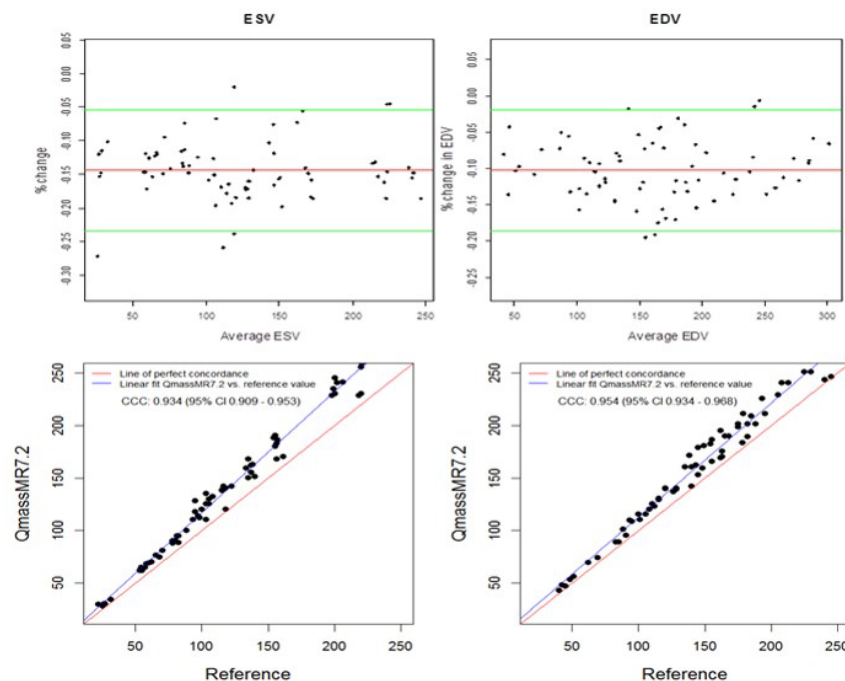 ESV
EDV
0.05
0.00
-0.05
-0.10
-0.15
-0.20
-0.25
-0.30
% change
50
100
150
200
250
Average ESV
0.05
0.00
-0.05
-0.10
-0.15
-0.20
-0.25
% change in EDV
50
100
150
200
250
300
Average EDV
Line of perfect concordance
Linear fit QmassMR7.2 vs. reference value
CCC: 0.934 (95% CI 0.909 - 0.953)
250
200
150
100
50
QmassMR7.2
50
100
150
200
250
Reference
Line of perfect concordance
Linear fit QmassMR7.2 vs. reference value
CCC: 0.954 (95% CI 0.934 - 0.968)
250
200
150
100
50
QmassMR7.2
50
100
150
200
250
Reference